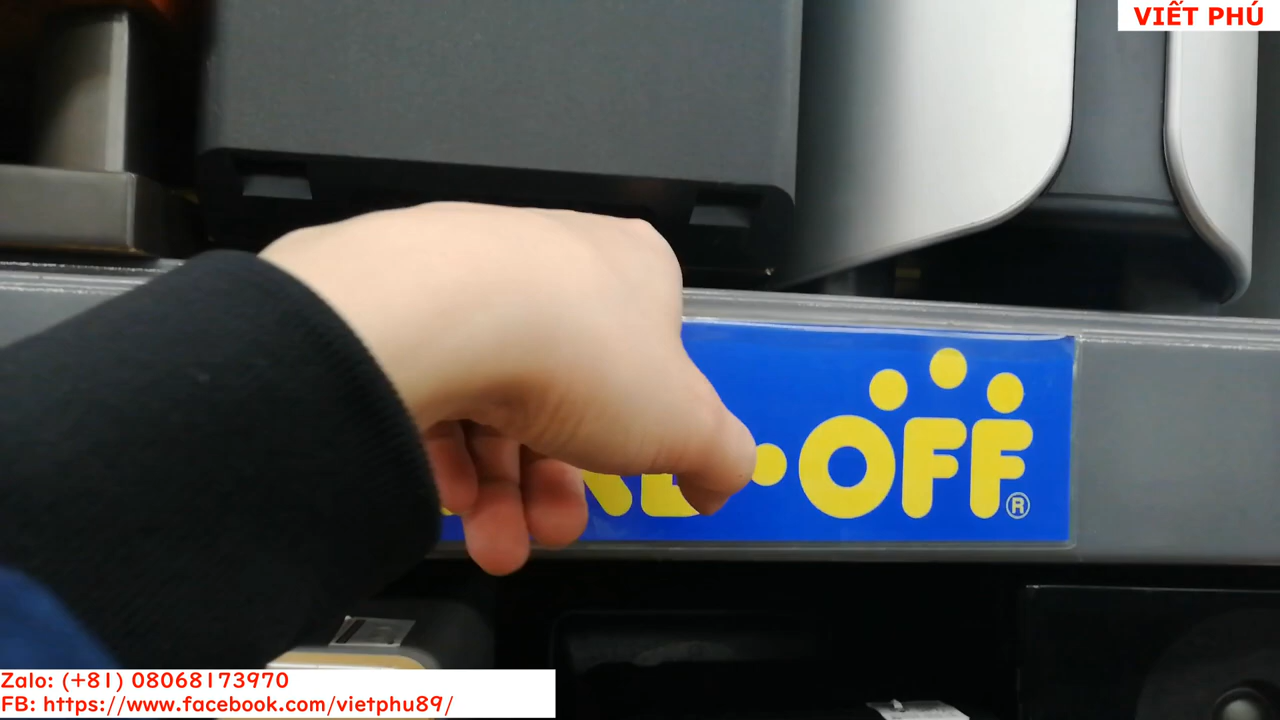 VIẾT PHÚ
OFF
®
Zalo: (+81) 08068173970
FB: https://www.facebook.com/vietphu89/